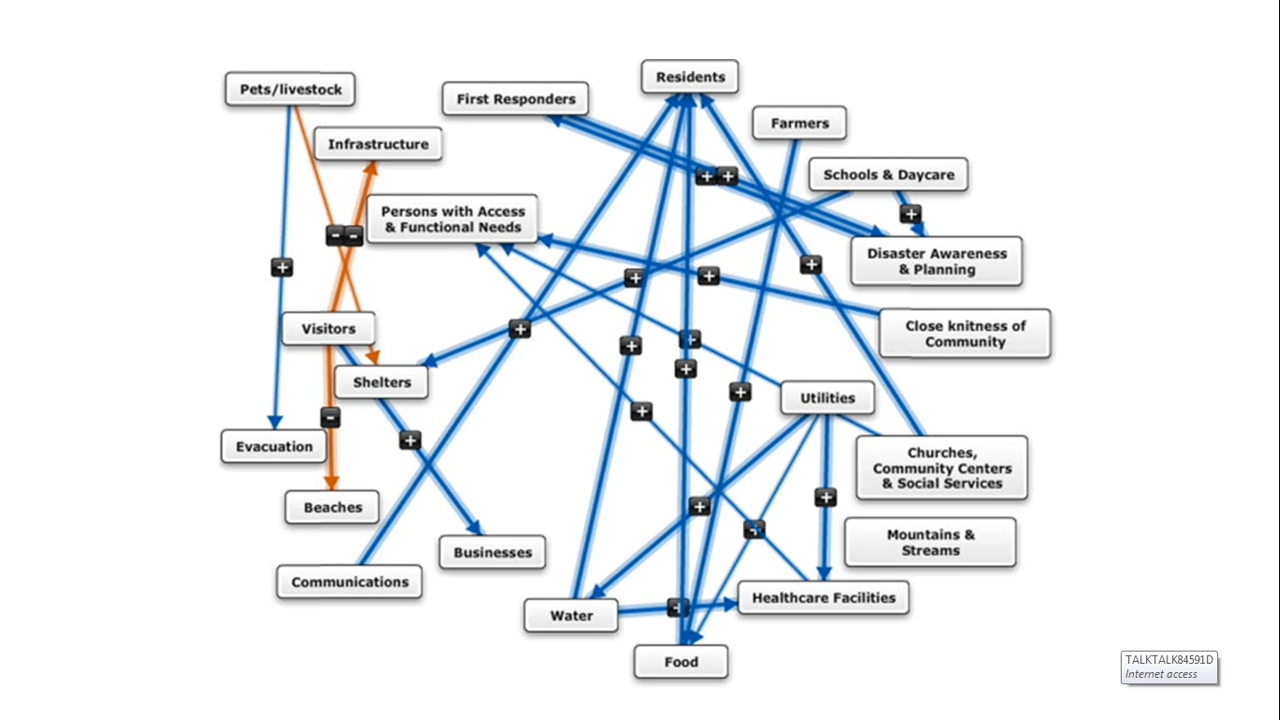 Residents
Pets/livestock
First Responders
Farmers
Infrastructure
Schools & Daycare
Persons with Access
& Functional Needs
Disaster Awareness
& Planning
Visitors
Close knitness of
Community
Shelters
Utilities
Evacuation
Churches,
Community Centers
& Social Services
Beaches
Businesses
Mountains &
Streams
Communications
Healthcare Facilities
Water
Food
TALKTALK84591D
Internet access